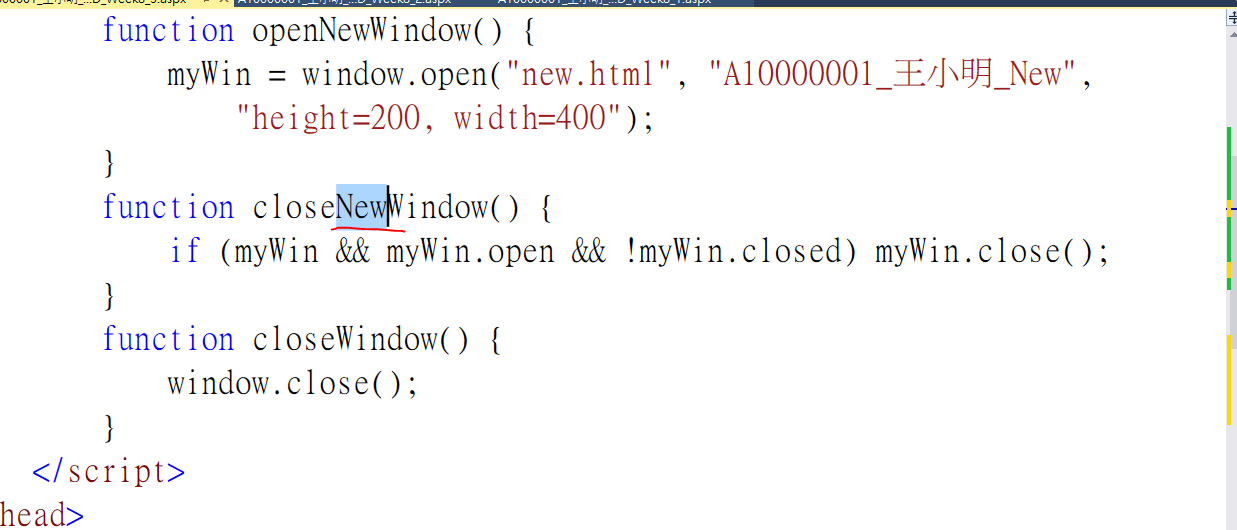 function openNewWindow() {
myWin = window.open("new.html", "A10000001_王小明_New",
"height=200, width=400");
}
function closeNewWindow() {
if (myWin && myWin.open && !myWin.closed) myWin.close();
}
function closeWindow() {
window.close();
}
</script>
head>